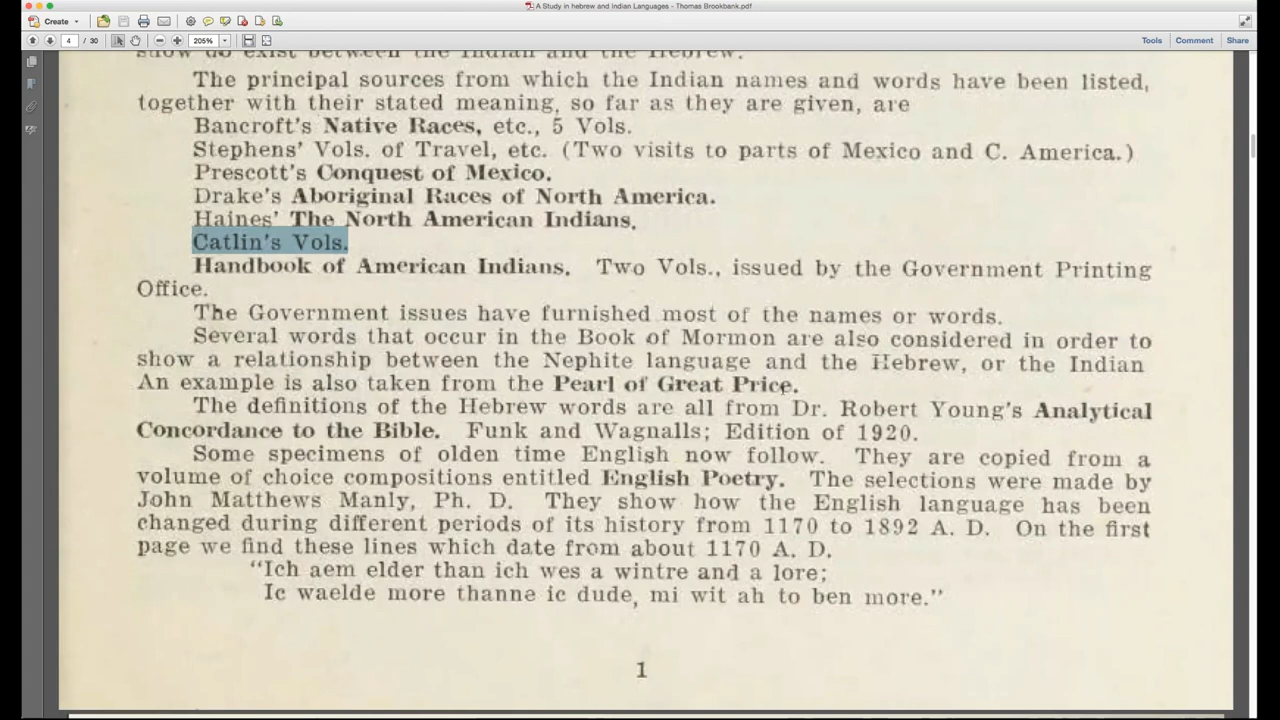 A Study in hebrew and Indian Languages - Thomas Brookbank.pdf
Create
4 / 30
205%
Tools Comment Share
show do exist between the Indian and the Hebrew.
The principal sources from which the Indian names and words have been listed,
together with their stated meaning, so far as they are given, are
Bancroft's Native Races, etc., 5 Vols.
Stephens' Vols. of Travel, etc. (Two visits to parts of Mexico and C. America.)
Prescott's Conquest of Mexico.
Drake's Aboriginal Races of North America.
Haines' The North American Indians.
Catlin's Vols.
Handbook of American Indians. Two Vols., issued by the Government Printing
Office.
The Government issues have furnished most of the names or words.
Several words that occur in the Book of Mormon are also considered in order to
show a relationship between the Nephite language and the Hebrew, or the Indian
An example is also taken from the Pearl of Great Price.
The definitions of the Hebrew words are all from Dr. Robert Young's Analytical
Concordance to the Bible. Funk and Wagnalls; Edition of 1920.
Some specimens of olden time English now follow. They are copied from a
volume of choice compositions entitled English Poetry. The selections were made by
John Matthews Manly, Ph. D. They show how the English language has been
changed during different periods of its history from 1170 to 1892 A. D. On the first
page we find these lines which date from about 1170 A. D.
"Ich aem elder than ich wes a wintre and a lore;
Ic waelde more thanne ic dude, mi wit ah to ben more."
1